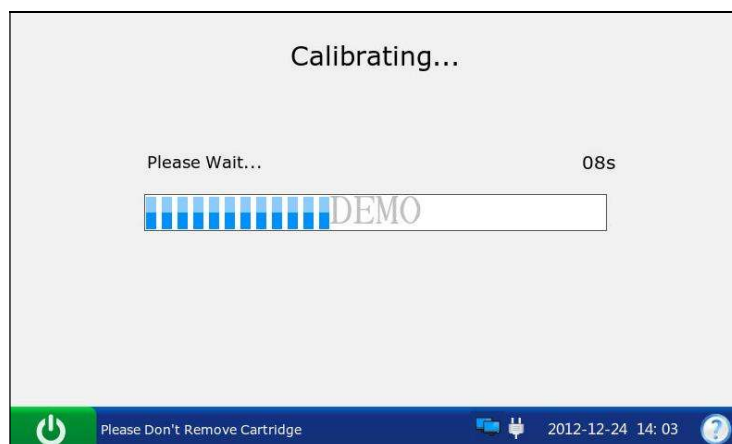 Calibrating...
Please Wait... 08s
DEMO
Please Don't Remove Cartridge 2012-12-24 14: 03 ?